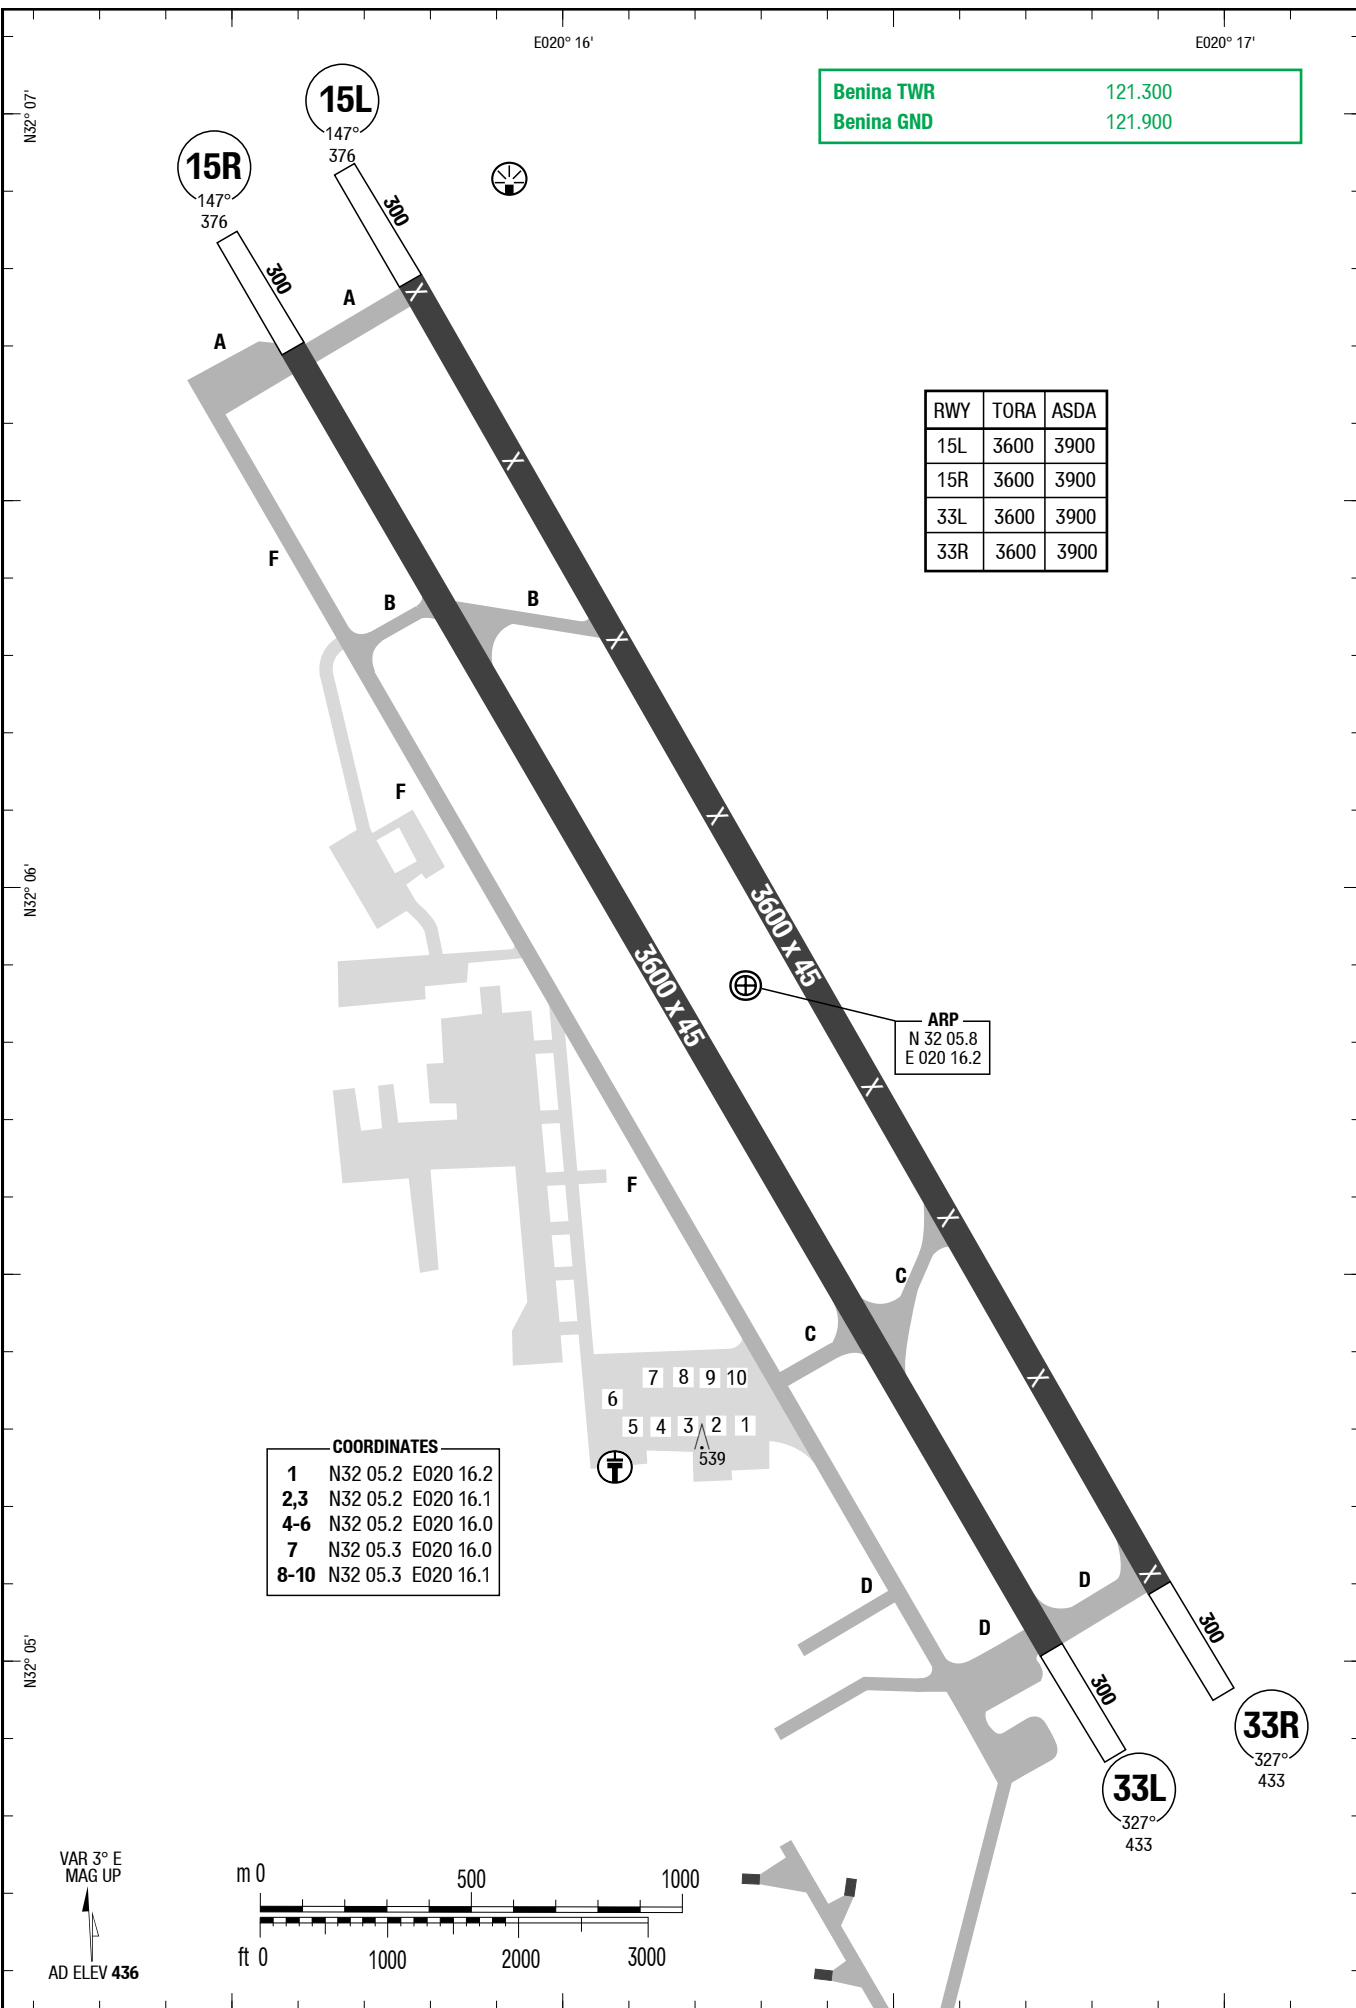 E020° 16'
E020° 17'
N32° 07'
Benina TWR 121.300
Benina GND 121.900
15L
147°
376
15R
147°
376
300
300
A
A
RWY TORA ASDA
15L 3600 3900
15R 3600 3900
33L 3600 3900
33R 3600 3900
X
X
F
B
B
X
F
X
N32° 06'
3600 x 45
3600 x 45
ARP
N 32 05.8
E 020 16.2
X
F
X
C
C
X
7 8 9 10
6
5 4 3 2 1
539
COORDINATES
1 N32 05.2 E020 16.2
2,3 N32 05.2 E020 16.1
4-6 N32 05.2 E020 16.0
7 N32 05.3 E020 16.0
8-10 N32 05.3 E020 16.1
D
D
X
D
N32° 05'
300
300
33R
327°
433
33L
327°
433
VAR 3° E
MAG UP
AD ELEV 436
m 0 500 1000
ft 0 1000 2000 3000